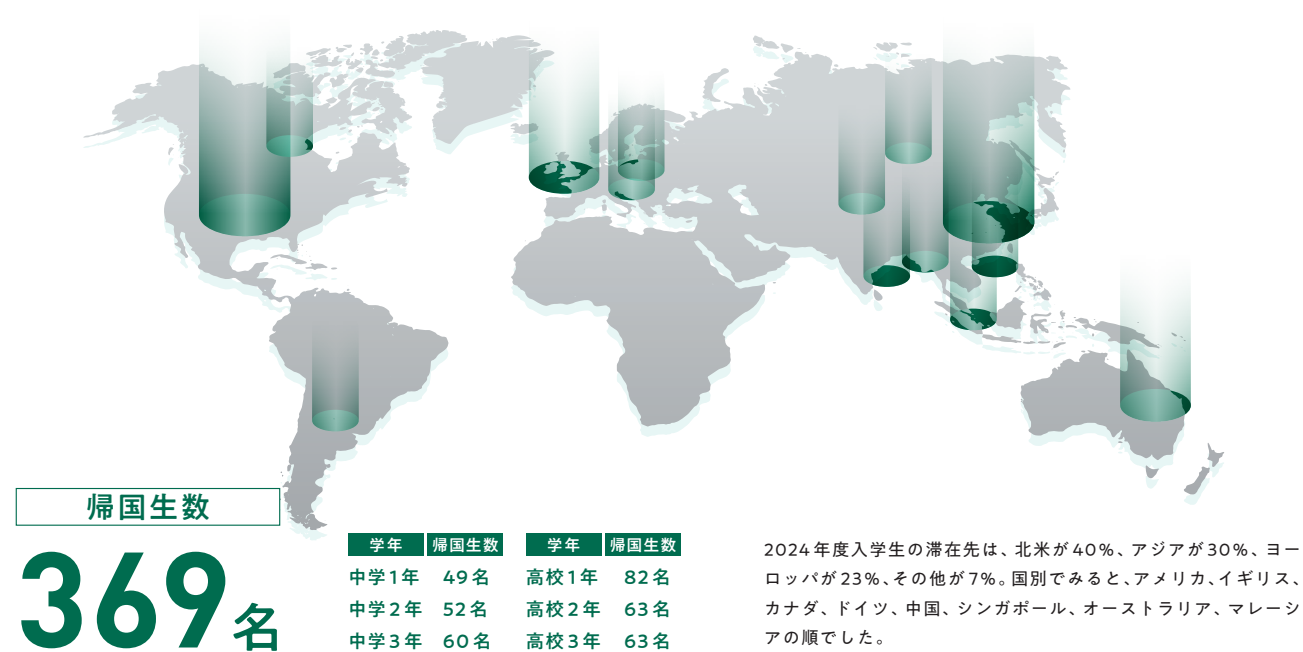 帰国生数
369名
学年 帰国生数
中学1年 49名
中学2年 52名
中学3年 60名
学年 帰国生数
高校1年 82名
高校2年 63名
高校3年 63名
2024年度入学生の滞在先は、北米が40%、アジアが30%、ヨー
ロッパが23%、その他が7%。国別でみると、アメリカ、イギリス、
カナダ、ドイツ、中国、シンガポール、オーストラリア、マレーシ
アの順でした。